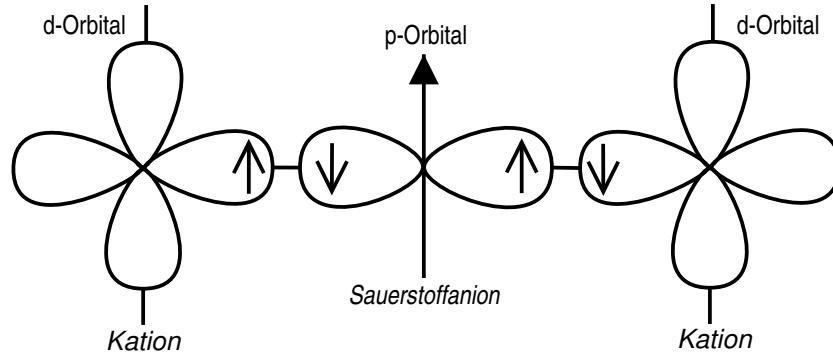 d-Orbital
p-Orbital
d-Orbital
Sauerstoffanion
Kation
Kation